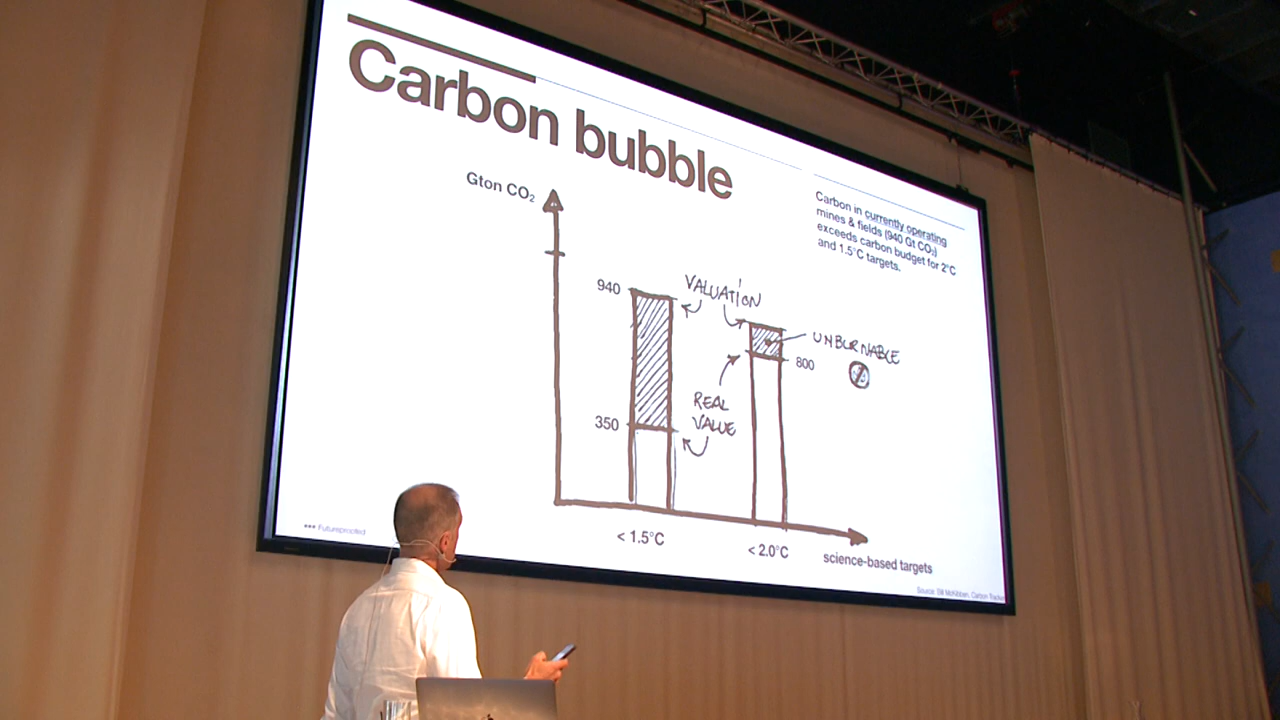 Carbon bubble
Gton CO₂
Carbon in currently operating
mines & fields (940 Gt CO₂)
exceeds carbon budget for 2°C
and 1.5°C targets.
940
VALUATION
UNBURNABLE
800
REAL
VALUE
350
< 1.5°C
< 2.0°C
science-based targets
*** Futureproofed
Source: Bill McKibben, Carbon Tracker